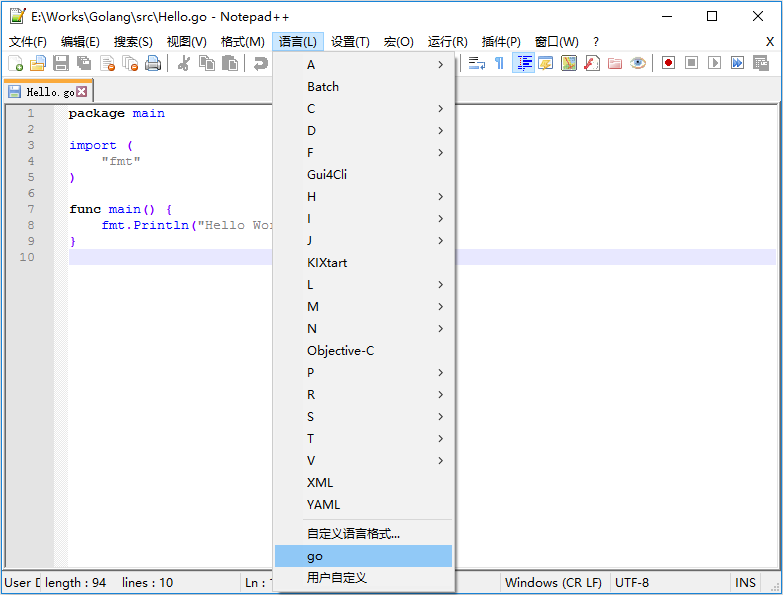 E:\Works\Golang\src\Hello.go - Notepad++
文件(F) 编辑(E) 搜索(S) 视图(V) 格式(M) 语言(L) 设置(T) 宏(O) 运行(R) 插件(P) 窗口(W) ? X
Hello.go
1 package main
2
3 import (
4 "fmt"
5 )
6
7 func main() {
8 fmt.Println("Hello
9 }
10
A
Batch
C
D
F
Gui4Cli
H
I
J
KIXtart
L
M
N
Objective-C
P
R
S
T
V
XML
YAML
自定义语言格式...
go
用户自定义
User length : 94 lines : 10 Ln : Windows (CR LF) UTF-8 INS